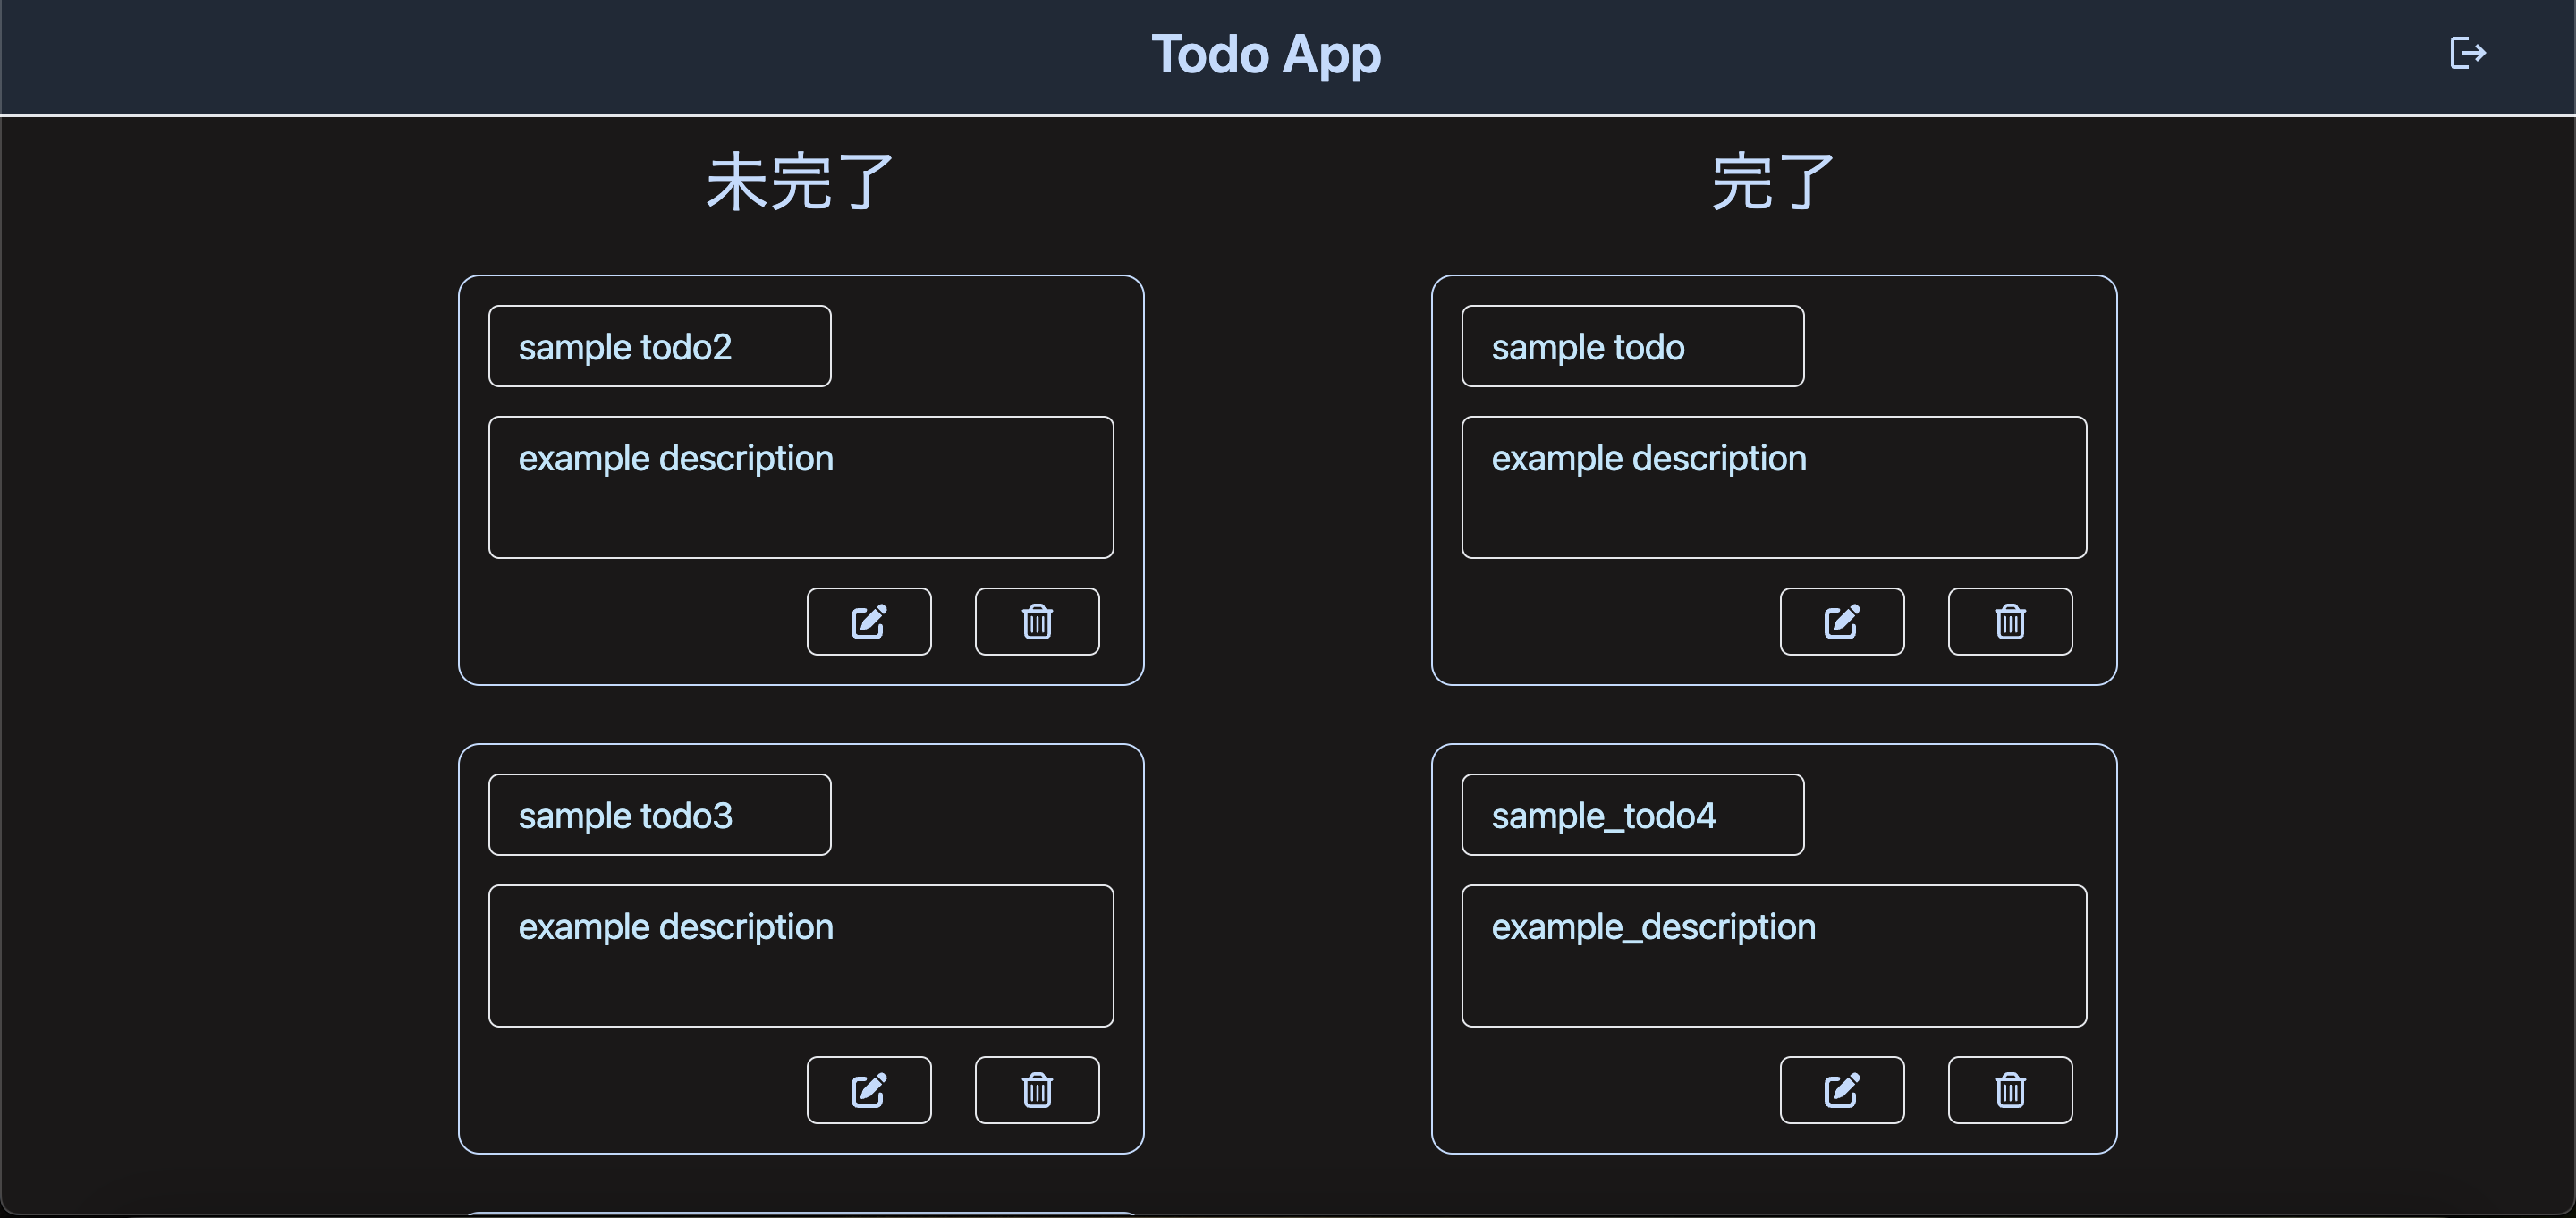 Todo App
未完了
sample todo2
example description
sample todo3
example description
完了
sample todo
example description
sample_todo4
example_description